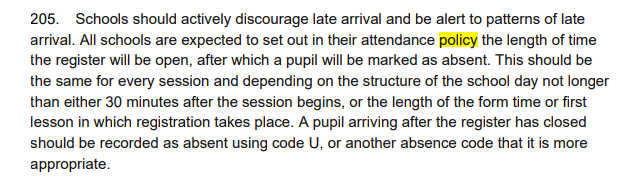 205. Schools should actively discourage late arrival and be alert to patterns of late
arrival. All schools are expected to set out in their attendance policy the length of time
the register will be open, after which a pupil will be marked as absent. This should be
the same for every session and depending on the structure of the school day not longer
than either 30 minutes after the session begins, or the length of the form time or first
lesson in which registration takes place. A pupil arriving after the register has closed
should be recorded as absent using code U, or another absence code that it is more
appropriate.